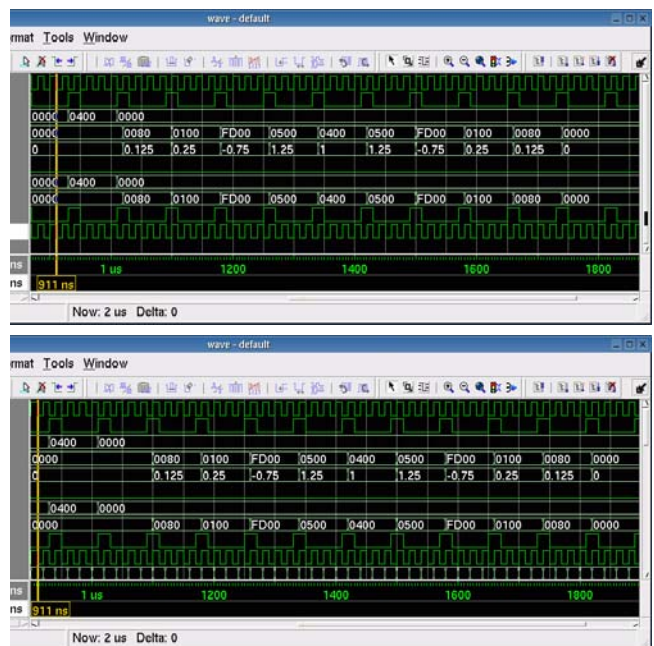 wave - default
rmat Tools Window
0000 0400 0000
0000 0080 0100 FD00 0500 0400 0500 FD00 0100 0080 0000
0 0.125 0.25 -0.75 1.25 1 1.25 -0.75 0.25 0.125 0
0000 0400 0000
0000 0080 0100 FD00 0500 0400 0500 FD00 0100 0080 0000
ns 1 us 1200 1400 1600 1800
ns 911 ns
Now: 2 us Delta: 0
wave - default
rmat Tools Window
0400 0000
0000 0080 0100 FD00 0500 0400 0500 FD00 0100 0080 0000
0 0.125 0.25 -0.75 1.25 1 1.25 -0.75 0.25 0.125 0
0400 0000
0000 0080 0100 FD00 0500 0400 0500 FD00 0100 0080 0000
ns 1 us 1200 1400 1600 1800
ns 911 ns
Now: 2 us Delta: 0